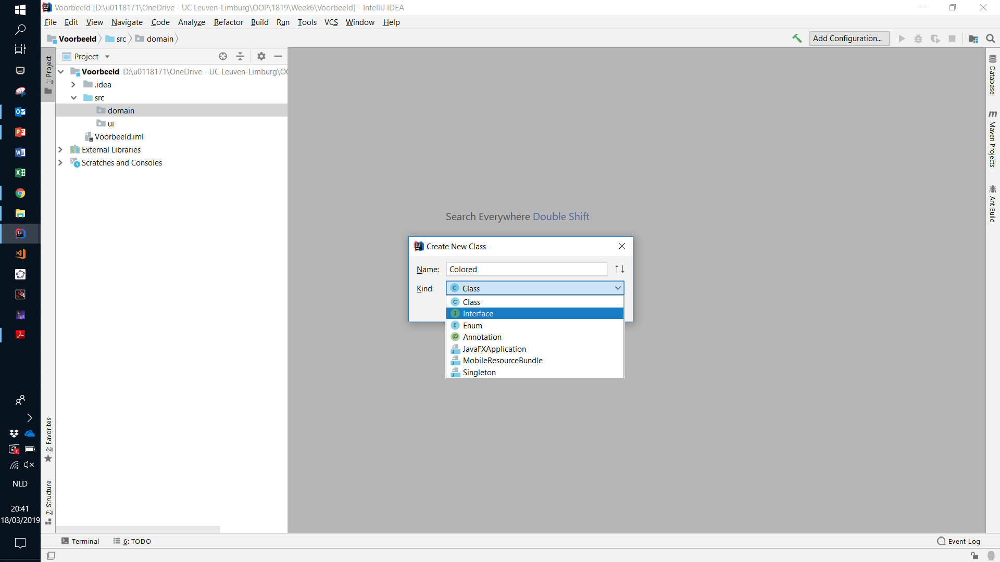 Voorbeeld [D:\u0118171\OneDrive - UC Leuven-Limburg\OOP\1819\Week6\Voorbeeld] - IntelliJ IDEA
File Edit View Navigate Code Analyze Refactor Build Run Tools VCS Window Help
Voorbeeld src domain
Add Configuration...
1: Project
Project
Voorbeeld D:\u0118171\OneDrive - UC Leuven-Limburg\OO
.idea
src
domain
ui
Voorbeeld.iml
External Libraries
Scratches and Consoles
Search Everywhere Double Shift
Create New Class
Name: Colored
Kind: Class
Class
Interface
Enum
Annotation
JavaFXApplication
MobileResourceBundle
Singleton
Database
Maven Projects
Ant Build
2: Favorites
7: Structure
NLD
20:41
18/03/2019
Terminal 6: TODO
Event Log